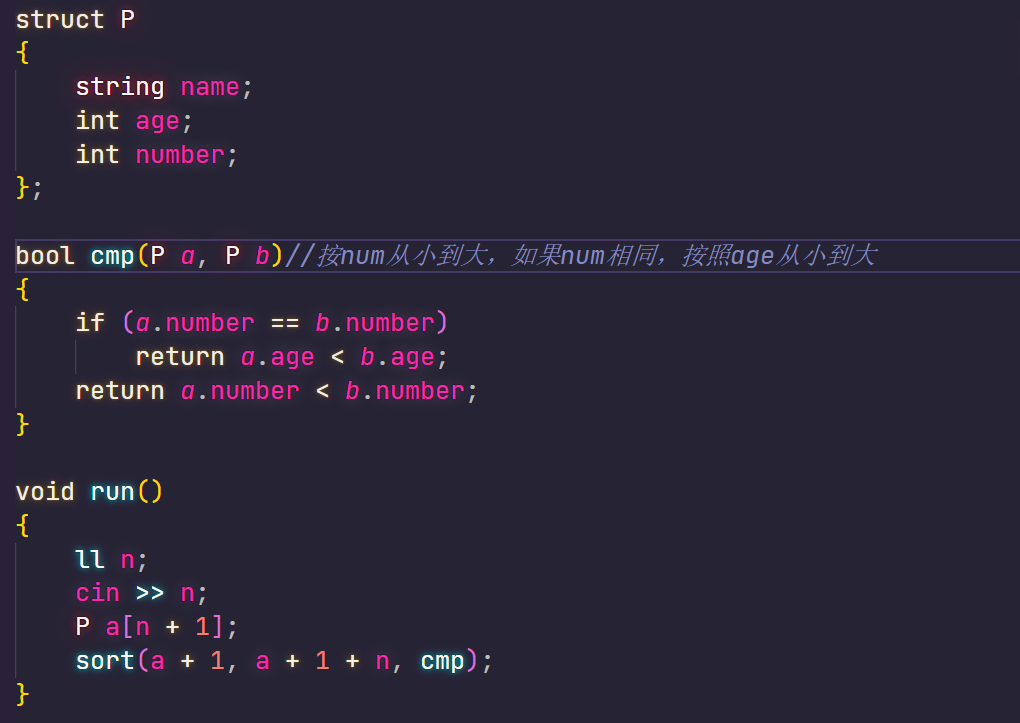 struct P
{
    string name;
    int age;
    int number;
};
bool cmp(P a, P b)//按num从小到大，如果num相同，按照age从小到大
{
    if (a.number == b.number)
        return a.age < b.age;
    return a.number < b.number;
}
void run()
{
    ll n;
    cin >> n;
    P a[n + 1];
    sort(a + 1, a + 1 + n, cmp);
}